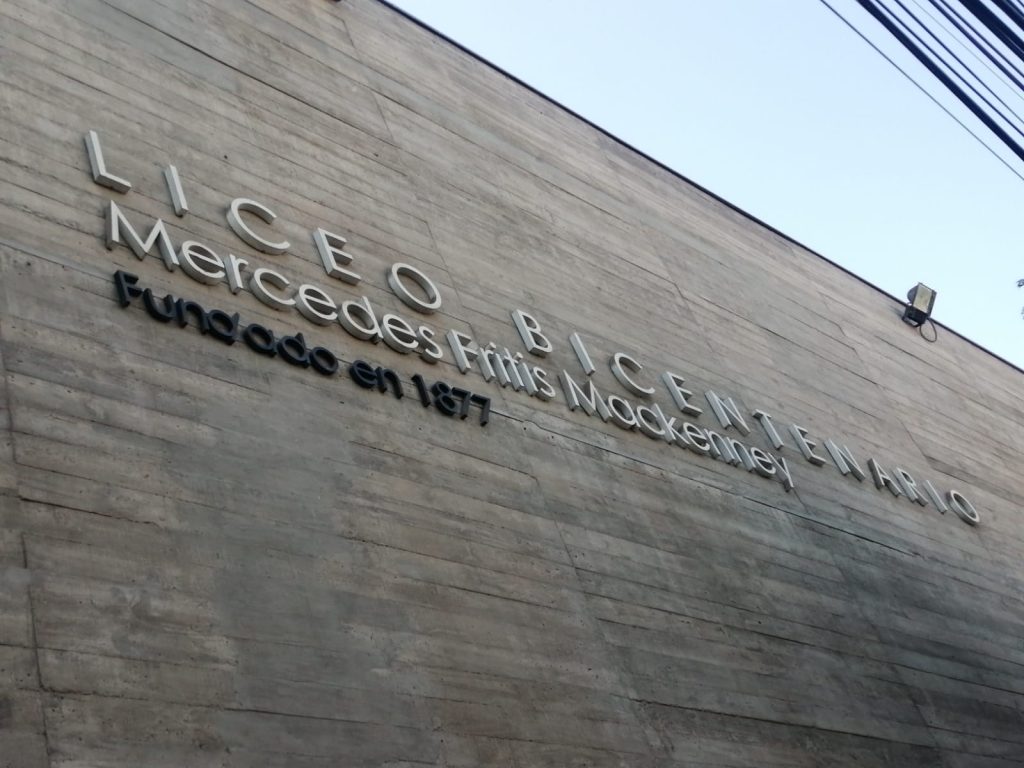 LICEO BICENTENARIO
Mercedes Fritis Mackenney
Fundado en 1877